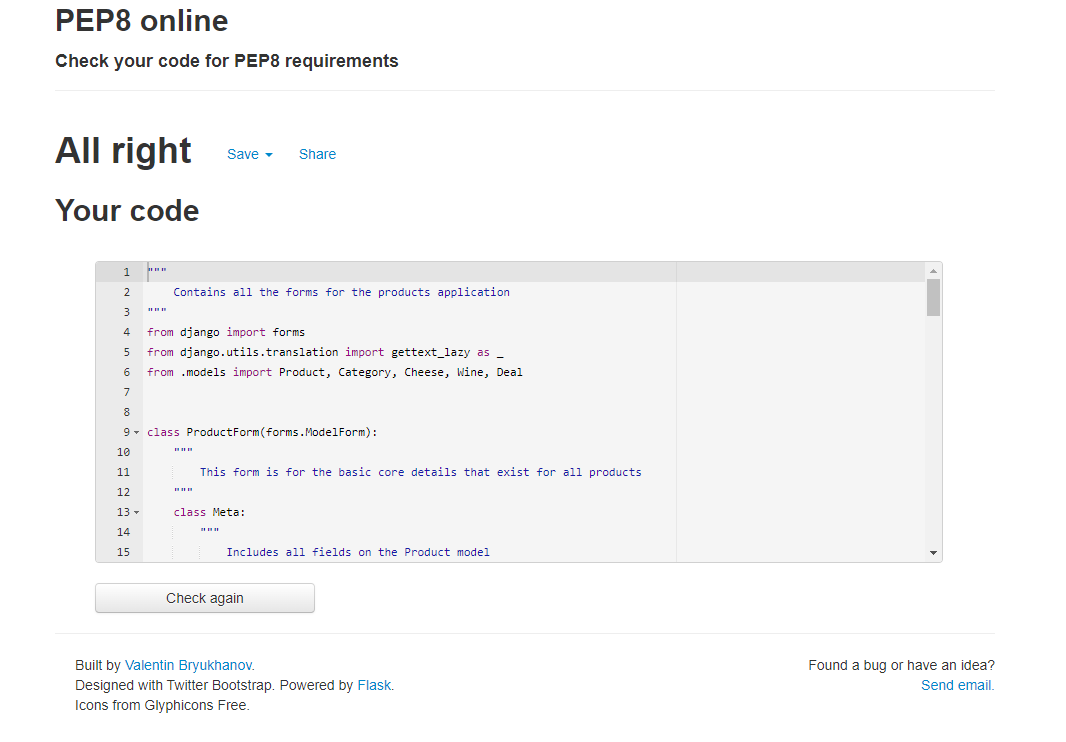 PEP8 online
Check your code for PEP8 requirements
All right Save Share
Your code
1 """
2 Contains all the forms for the products application
3 """
4 from django import forms
5 from django.utils.translation import gettext_lazy as _
6 from .models import Product, Category, Cheese, Wine, Deal
7
8
9 class ProductForm(forms.ModelForm):
10 """
11 This form is for the basic core details that exist for all products
12 """
13 class Meta:
14 """
15 Includes all fields on the Product model
Check again
Built by Valentin Bryukhanov. Found a bug or have an idea?
Designed with Twitter Bootstrap. Powered by Flask. Send email.
Icons from Glyphicons Free.